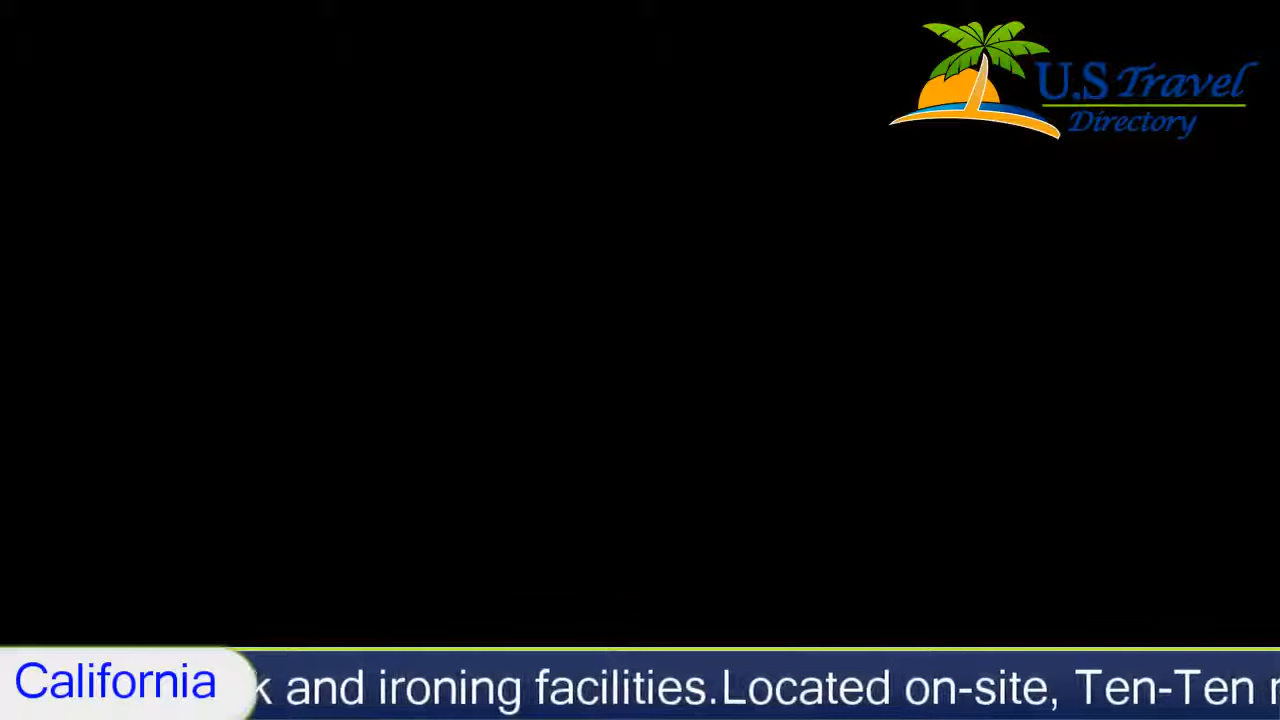 U.S Travel
Directory
California
k and ironing facilities.Located on-site, Ten-Ten